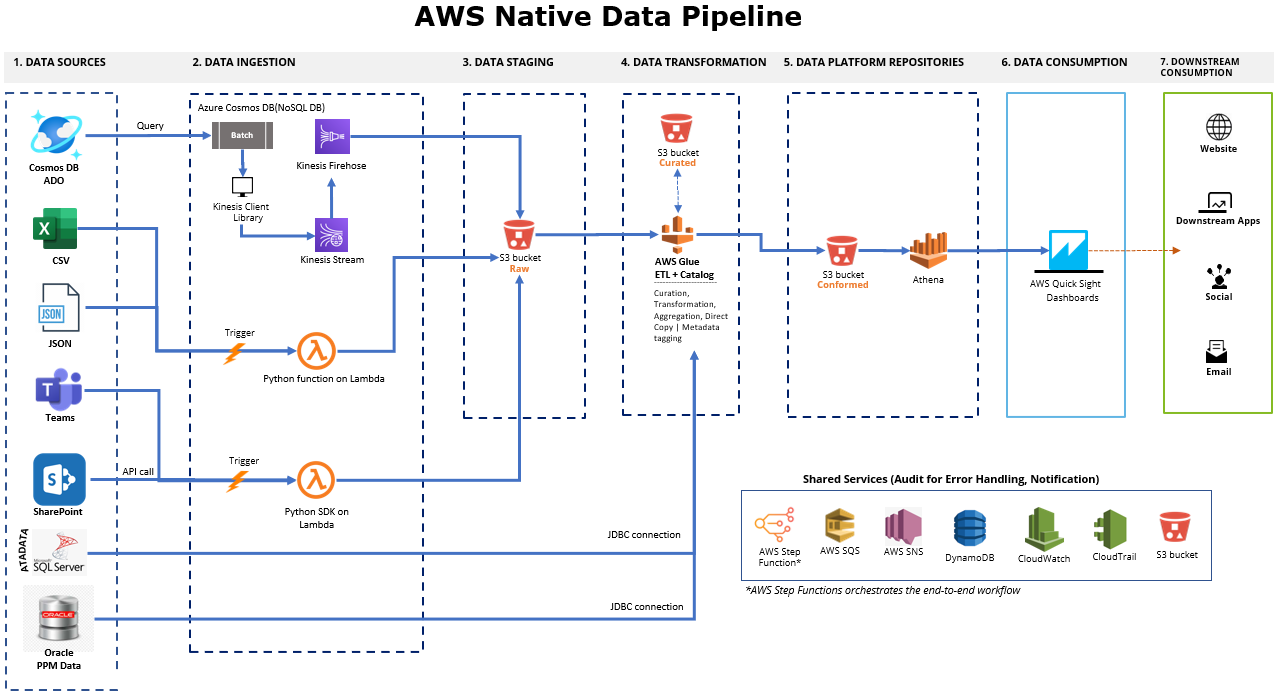 AWS Native Data Pipeline
1. DATA SOURCES
2. DATA INGESTION
3. DATA STAGING
4. DATA TRANSFORMATION
5. DATA PLATFORM REPOSITORIES
6. DATA CONSUMPTION
7. DOWNSTREAM
CONSUMPTION
Cosmos DB
ADO
X
CSV
JSON
JSON
T
Teams
S
SharePoint
ATADATA
Microsoft
SQL Server
ORACLE
Oracle
PPM Data
Query
API call
Azure Cosmos DB(NoSQL DB)
Batch
Kinesis Client
Library
Kinesis Firehose
Kinesis Stream
Trigger
Python function on Lambda
Trigger
Python SDK on
Lambda
S3 bucket
Raw
S3 bucket
Curated
AWS Glue
ETL + Catalog
Curation,
Transformation,
Aggregation, Direct
Copy | Metadata
tagging
JDBC connection
JDBC connection
S3 bucket
Conformed
Athena
AWS Quick Sight
Dashboards
Website
Downstream Apps
Social
Email
Shared Services (Audit for Error Handling, Notification)
AWS Step
Function*
AWS SQS
AWS SNS
DynamoDB
CloudWatch
CloudTrail
S3 bucket
*AWS Step Functions orchestrates the end-to-end workflow